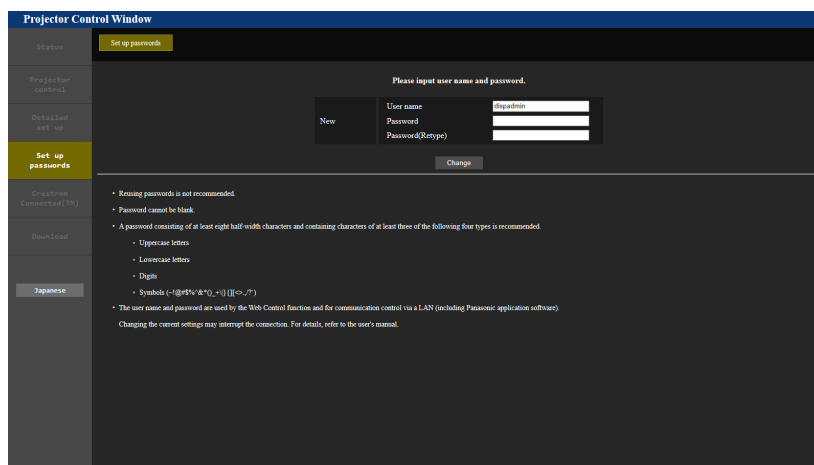 Projector Control Window
Status
Set up passwords
Projector
control
Detailed
set up
Set up
passwords
Crestron
Connected(TM)
Download
Japanese
Please input user name and password.
New
User name dispadmin
Password
Password(Retype)
Change
• Reusing passwords is not recommended.
• Password cannot be blank.
• A password consisting of at least eight half-width characters and containing characters of at least three of the following four types is recommended.
• Uppercase letters
• Lowercase letters
• Digits
• Symbols
• The user name and password are used by the Web Control function and for communication control via a LAN (including Panasonic application software).
Changing the current settings may interrupt the connection. For details, refer to the user's manual.